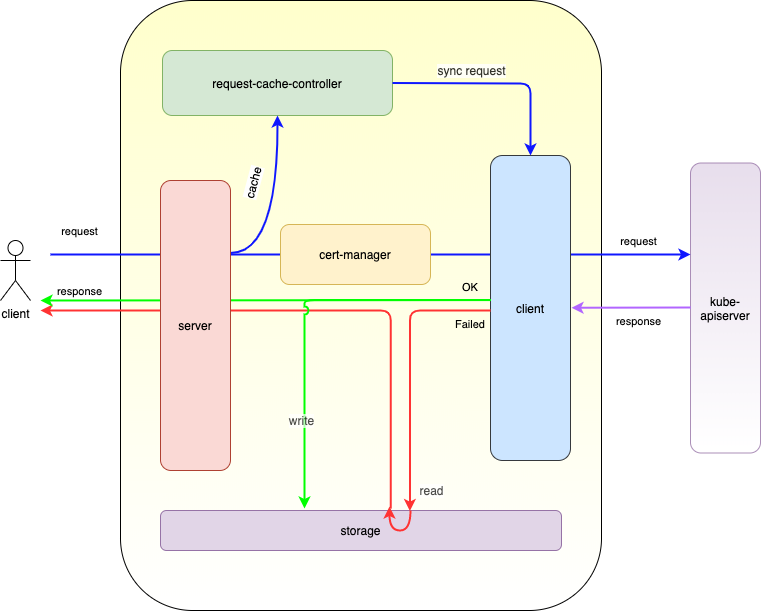 sync request
request-cache-controller
cache
request
cert-manager
request
client
response
OK
server
Failed
client
response
kube-
apiserver
write
read
storage